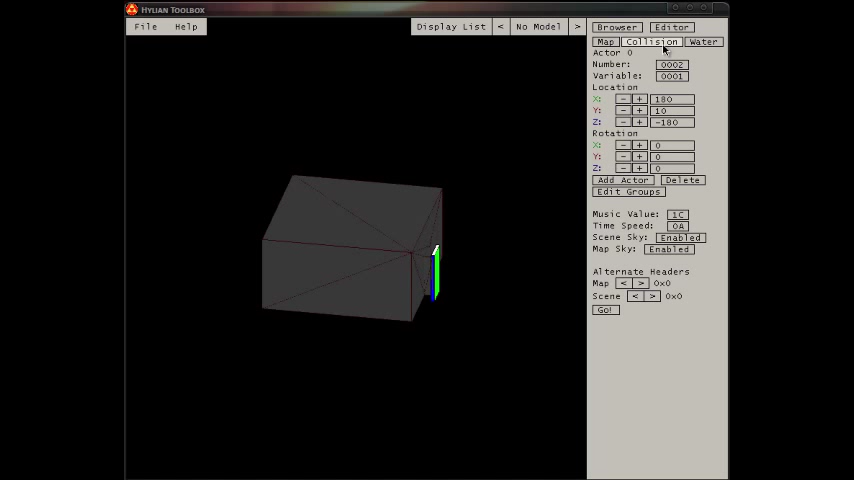 Hylian Toolbox
File Help Display List < No Model >
Browser Editor
Map Collision Water
Actor 0
Number: 0002
Variable: 0001
Location
X: - + 180
Y: - + 10
Z: - + -180
Rotation
X: - + 0
Y: - + 0
Z: - + 0
Add Actor Delete
Edit Groups
Music Value: 1C
Time Speed: 0A
Scene Sky: Enabled
Map Sky: Enabled
Alternate Headers
Map < > 0x0
Scene < > 0x0
Go!